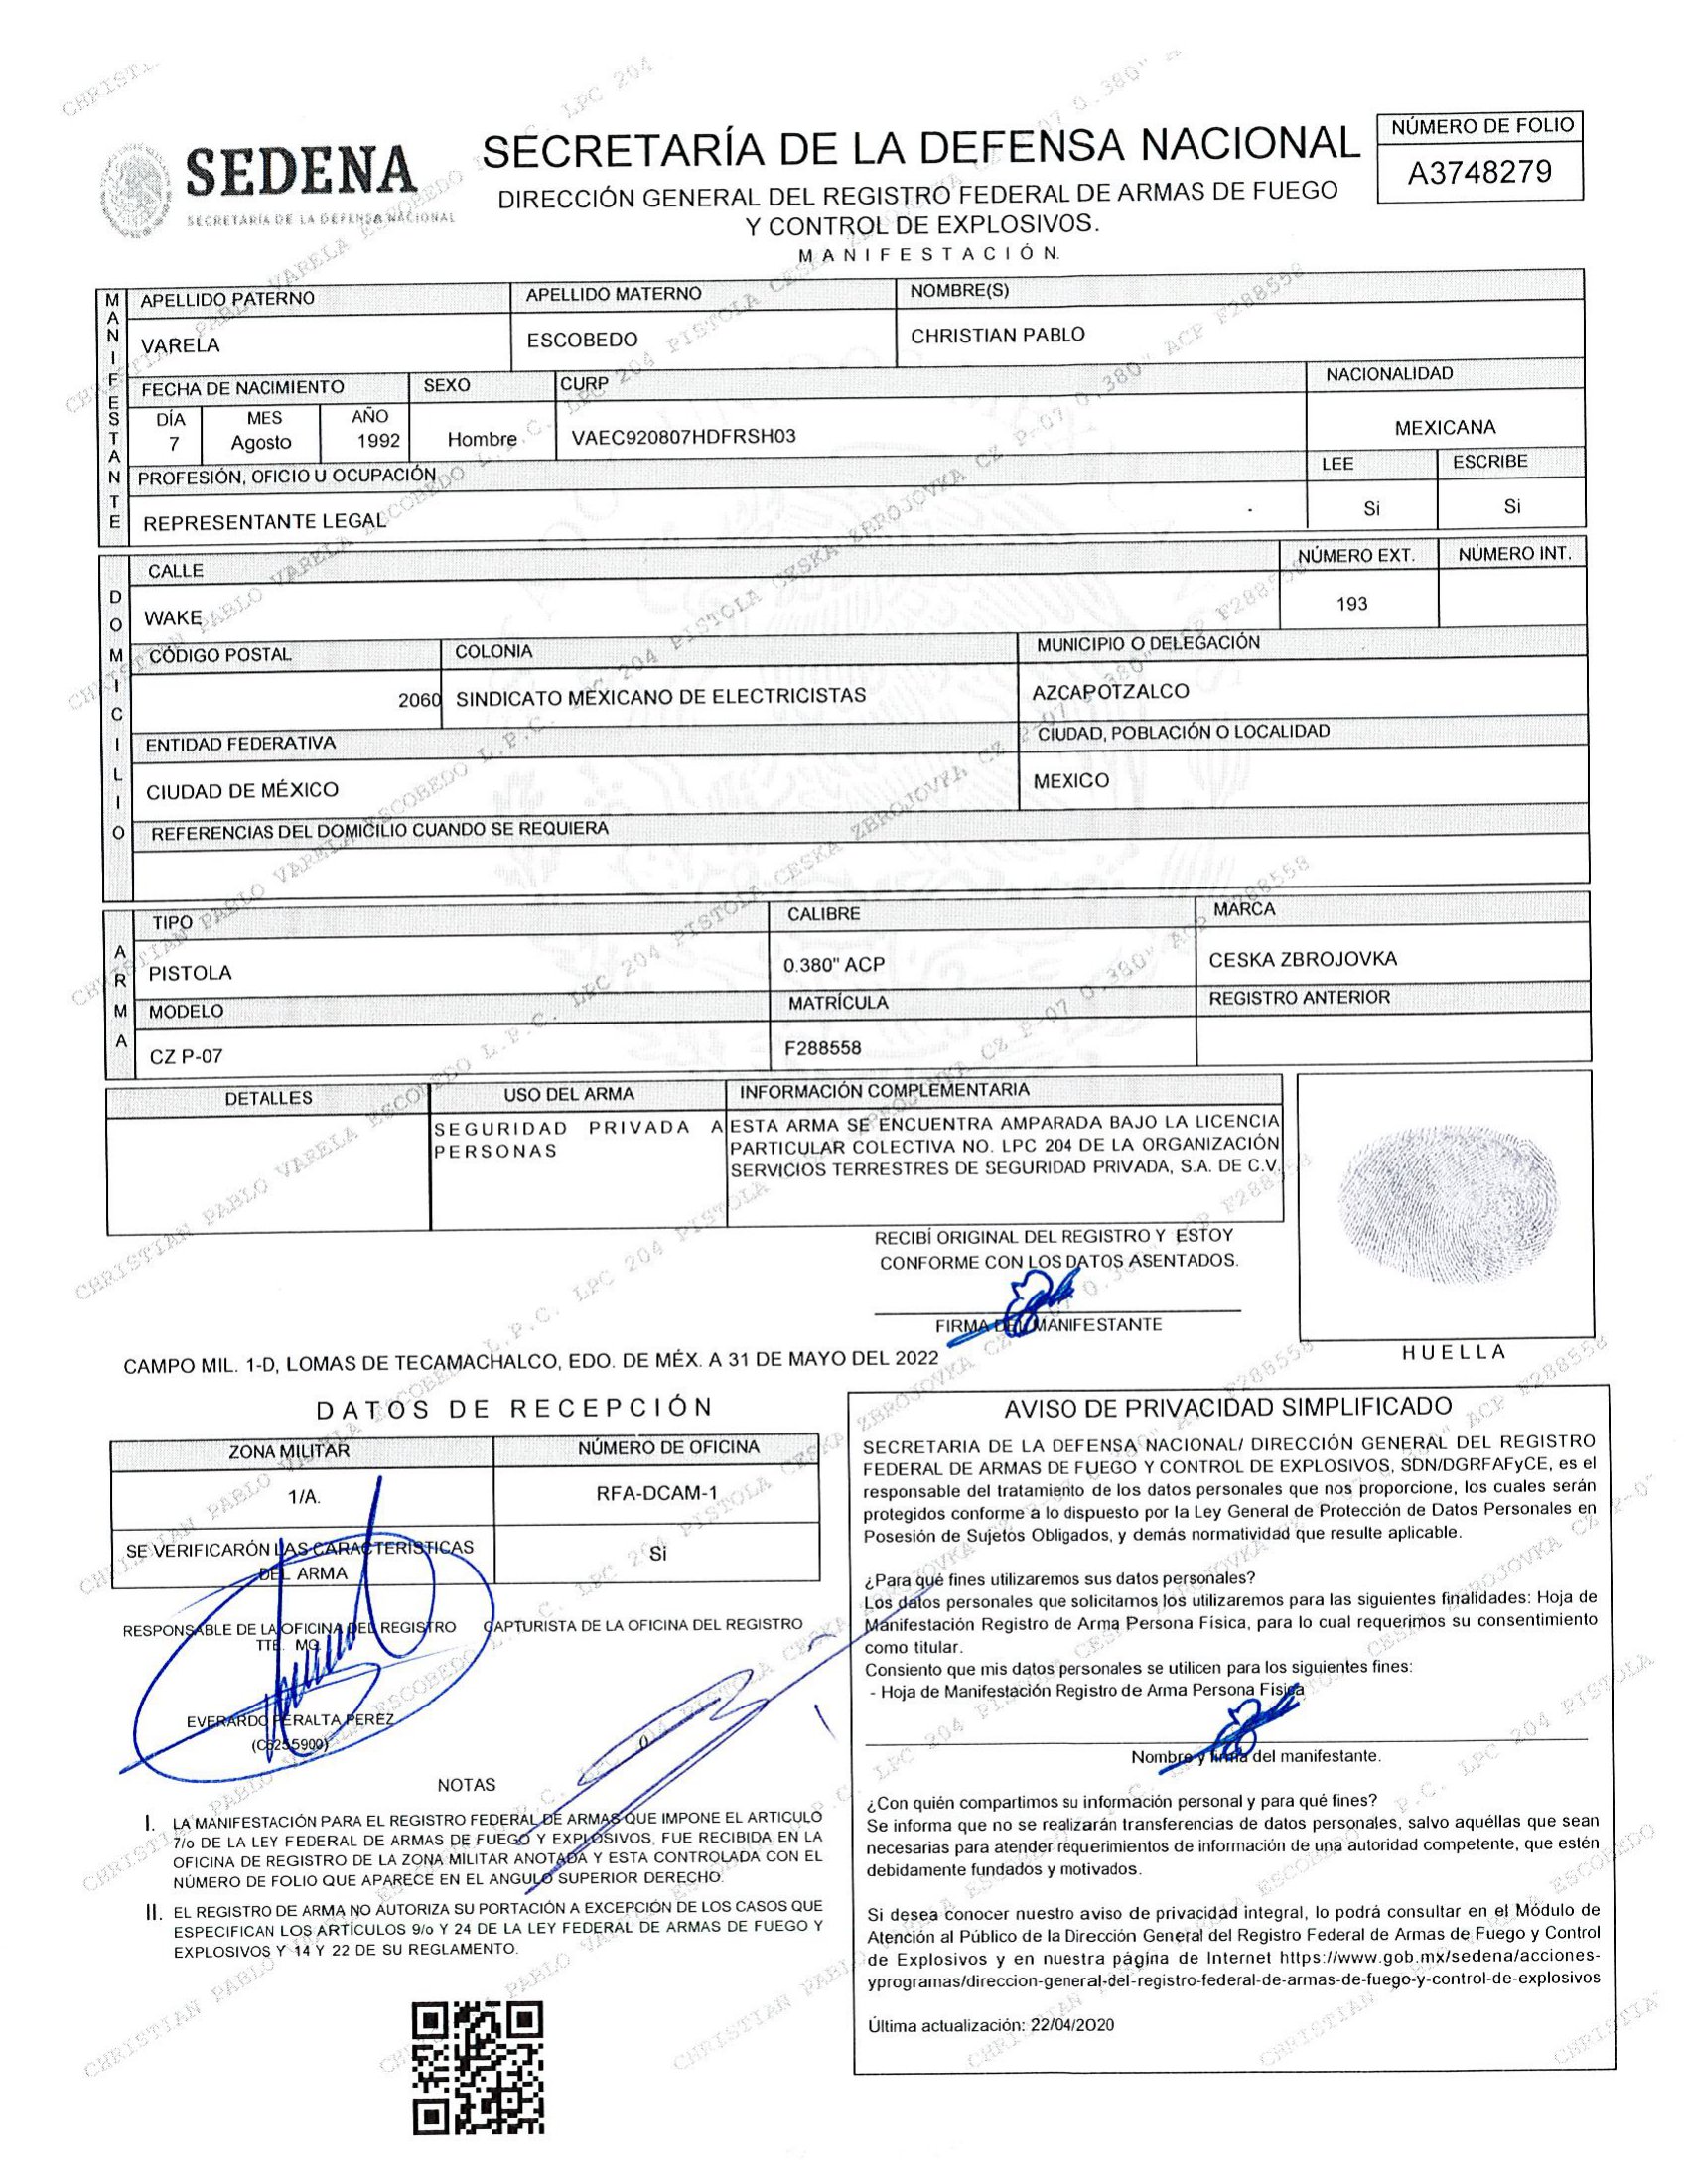 SEDENA
SECRETARÍA DE LA DEFENSA NACIONAL
SECRETARÍA DE LA DEFENSA NACIONAL
DIRECCIÓN GENERAL DEL REGISTRO FEDERAL DE ARMAS DE FUEGO
Y CONTROL DE EXPLOSIVOS.
MANIFESTACIÓN.
NÚMERO DE FOLIO
A3748279
MANIFESTANTE
APELLIDO PATERNO APELLIDO MATERNO NOMBRE(S)
VARELA ESCOBEDO CHRISTIAN PABLO
FECHA DE NACIMIENTO SEXO CURP NACIONALIDAD
DÍA MES AÑO
7 Agosto 1992 Hombre VAEC920807HDFRSH03 MEXICANA
PROFESIÓN, OFICIO U OCUPACIÓN LEE ESCRIBE
REPRESENTANTE LEGAL Si Si
DOMICILIO
CALLE NÚMERO EXT. NÚMERO INT.
WAKE 193
CÓDIGO POSTAL COLONIA MUNICIPIO O DELEGACIÓN
2060 SINDICATO MEXICANO DE ELECTRICISTAS AZCAPOTZALCO
ENTIDAD FEDERATIVA CIUDAD, POBLACIÓN O LOCALIDAD
CIUDAD DE MÉXICO MEXICO
REFERENCIAS DEL DOMICILIO CUANDO SE REQUIERA
ARMA
TIPO CALIBRE MARCA
PISTOLA 0.380" ACP CESKA ZBROJOVKA
MODELO MATRÍCULA REGISTRO ANTERIOR
CZ P-07 F288558
DETALLES USO DEL ARMA INFORMACIÓN COMPLEMENTARIA
SEGURIDAD PRIVADA A PERSONAS
ESTA ARMA SE ENCUENTRA AMPARADA BAJO LA LICENCIA
PARTICULAR COLECTIVA NO. LPC 204 DE LA ORGANIZACIÓN
SERVICIOS TERRESTRES DE SEGURIDAD PRIVADA, S.A. DE C.V.
RECIBÍ ORIGINAL DEL REGISTRO Y ESTOY
CONFORME CON LOS DATOS ASENTADOS.
FIRMA DEL MANIFESTANTE
HUELLA
CAMPO MIL. 1-D, LOMAS DE TECAMACHALCO, EDO. DE MÉX. A 31 DE MAYO DEL 2022
DATOS DE RECEPCIÓN
ZONA MILITAR NÚMERO DE OFICINA
1/A. RFA-DCAM-1
SE VERIFICARÓN LAS CARACTERÍSTICAS
DEL ARMA
Si
RESPONSABLE DE LA OFICINA DEL REGISTRO CAPTURISTA DE LA OFICINA DEL REGISTRO
TTE. MG.
EVERARDO PERALTA PEREZ
(C6255900)
0
NOTAS
I. LA MANIFESTACIÓN PARA EL REGISTRO FEDERAL DE ARMAS QUE IMPONE EL ARTICULO
7/o DE LA LEY FEDERAL DE ARMAS DE FUEGO Y EXPLOSIVOS, FUE RECIBIDA EN LA
OFICINA DE REGISTRO DE LA ZONA MILITAR ANOTADA Y ESTA CONTROLADA CON EL
NÚMERO DE FOLIO QUE APARECE EN EL ANGULO SUPERIOR DERECHO.
II. EL REGISTRO DE ARMA NO AUTORIZA SU PORTACIÓN A EXCEPCIÓN DE LOS CASOS QUE
ESPECIFICAN LOS ARTÍCULOS 9/o Y 24 DE LA LEY FEDERAL DE ARMAS DE FUEGO Y
EXPLOSIVOS Y 14 Y 22 DE SU REGLAMENTO.
AVISO DE PRIVACIDAD SIMPLIFICADO
SECRETARIA DE LA DEFENSA NACIONAL/ DIRECCIÓN GENERAL DEL REGISTRO
FEDERAL DE ARMAS DE FUEGO Y CONTROL DE EXPLOSIVOS, SDN/DGRFAFyCE, es el
responsable del tratamiento de los datos personales que nos proporcione, los cuales serán
protegidos conforme a lo dispuesto por la Ley General de Protección de Datos Personales en
Posesión de Sujetos Obligados, y demás normatividad que resulte aplicable.
¿Para qué fines utilizaremos sus datos personales?
Los datos personales que solicitamos los utilizaremos para las siguientes finalidades: Hoja de
Manifestación Registro de Arma Persona Física, para lo cual requerimos su consentimiento
como titular.
Consiento que mis datos personales se utilicen para los siguientes fines:
- Hoja de Manifestación Registro de Arma Persona Física
Nombre y firma del manifestante.
¿Con quién compartimos su información personal y para qué fines?
Se informa que no se realizarán transferencias de datos personales, salvo aquéllas que sean
necesarias para atender requerimientos de información de una autoridad competente, que estén
debidamente fundados y motivados.
Si desea conocer nuestro aviso de privacidad integral, lo podrá consultar en el Módulo de
Atención al Público de la Dirección General del Registro Federal de Armas de Fuego y Control
de Explosivos y en nuestra página de Internet https://www.gob.mx/sedena/acciones-
yprogramas/direccion-general-del-registro-federal-de-armas-de-fuego-y-control-de-explosivos
Última actualización: 22/04/2020
CHRISTIAN PABLO VARELA ESCOBEDO L.P.C. LPC 204 PISTOLA CESKA ZBROJOVKA CZ P-07 0.380" ACP F288558